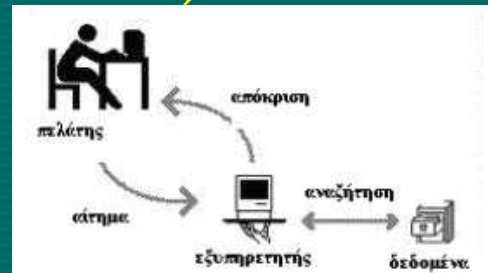 απόκριση
πελάτης
αίτημα
αναζήτηση
εξυπηρετητής
δεδομένα